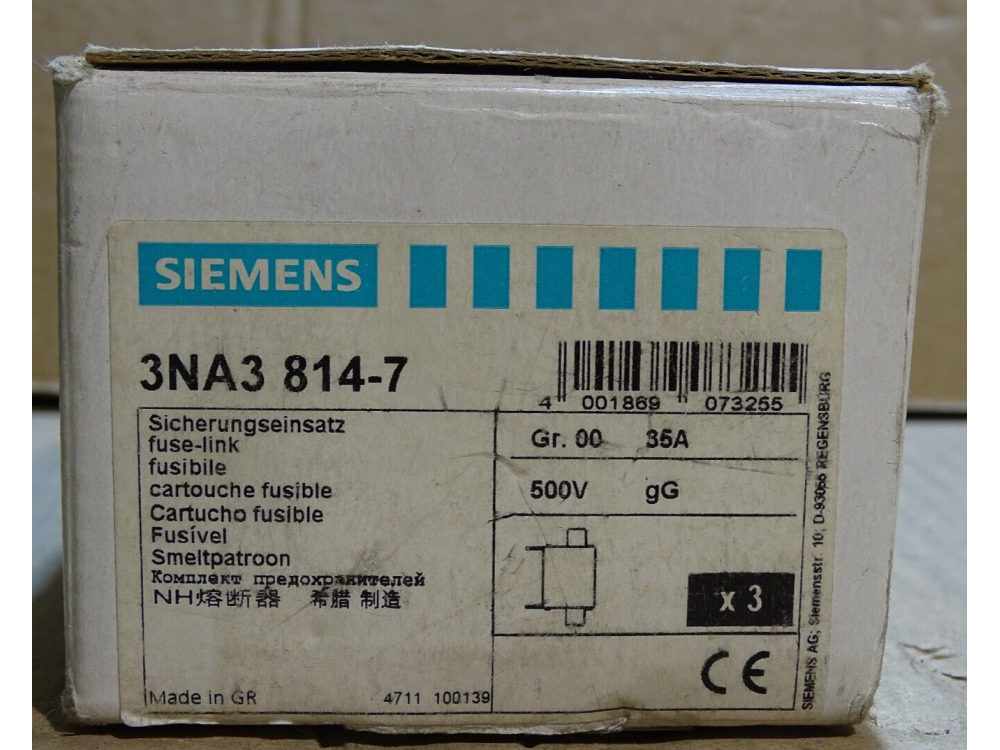 SIEMENS
3NA3 814-7
4 001869 073255
Sicherungseinsatz
fuse-link
fusibile
cartouche fusible
Cartucho fusible
Fusível
Smeltpatroon
Комплект предохранителей
NH熔断器 希腊 制造
Made in GR 4711 100139
Gr. 00 35A
500V gG
x 3
CE
SIEMENS AG; Siemensstr. 10; D-93055 REGENSBURG